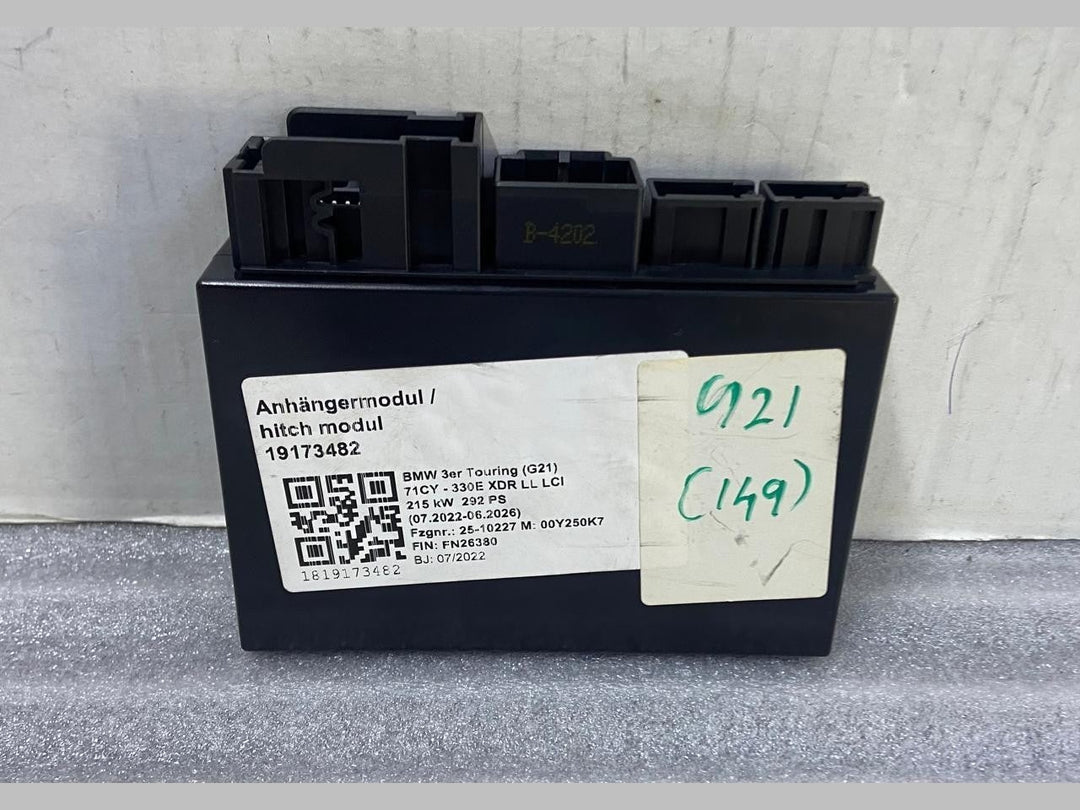 B-4202
Anhängermodul /
hitch modul
19173482
BMW 3er Touring (G21)
71CY - 330E XDR LL LCI
215 kW 292 PS
(07.2022-06.2026)
Fzgnr.: 25-10227 M: 00Y250K7
FIN: FN26380
BJ: 07/2022
1819173482
G21
(149)